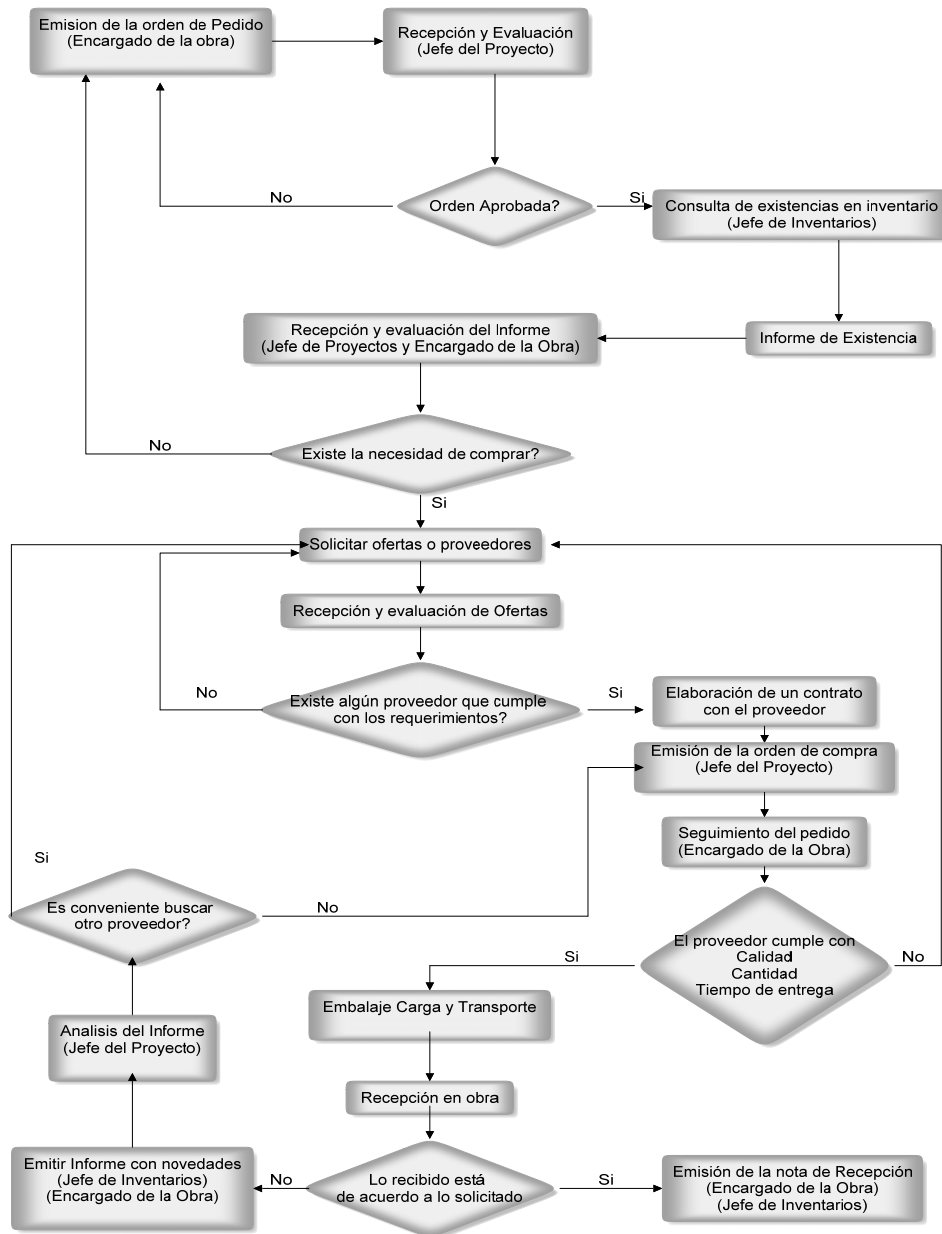 Emision de la orden de Pedido
(Encargado de la obra)
Recepción y Evaluación
(Jefe del Proyecto)
No
Orden Aprobada?
Si
Consulta de existencias en inventario
(Jefe de Inventarios)
Recepción y evaluación del Informe
(Jefe de Proyectos y Encargado de la Obra)
Informe de Existencia
No
Existe la necesidad de comprar?
Si
Solicitar ofertas o proveedores
Recepción y evaluación de Ofertas
No
Existe algún proveedor que cumple
con los requerimientos?
Si
Elaboración de un contrato
con el proveedor
Emisión de la orden de compra
(Jefe del Proyecto)
Seguimiento del pedido
(Encargado de la Obra)
Si
Es conveniente buscar
otro proveedor?
No
El proveedor cumple con
Calidad
Cantidad
Tiempo de entrega
Si
No
Embalaje Carga y Transporte
Analisis del Informe
(Jefe del Proyecto)
Recepción en obra
Emitir Informe con novedades
(Jefe de Inventarios)
(Encargado de la Obra)
No
Lo recibido está
de acuerdo a lo solicitado
Si
Emisión de la nota de Recepción
(Encargado de la Obra)
(Jefe de Inventarios)